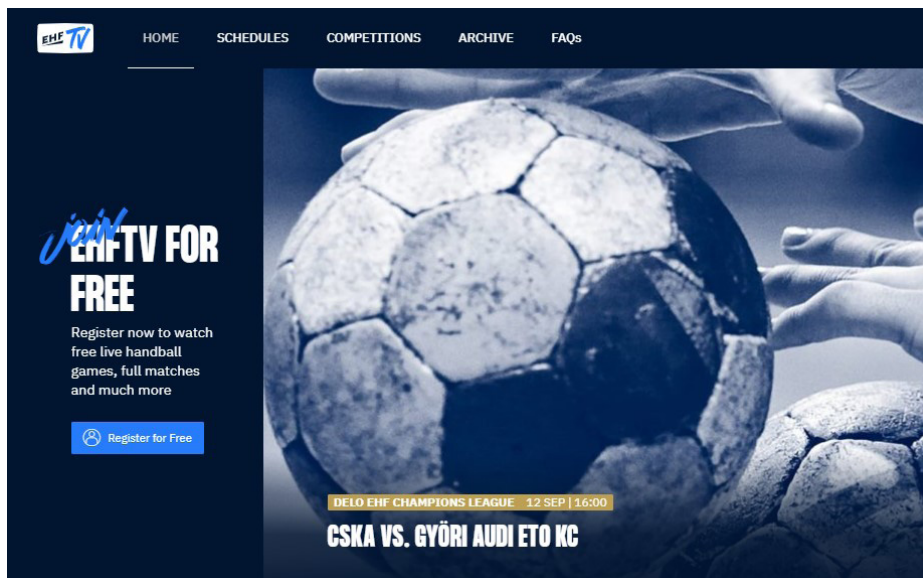 EHF TV
HOME SCHEDULES COMPETITIONS ARCHIVE FAQs
join
EHFTV FOR
FREE
Register now to watch
free live handball
games, full matches
and much more
Register for Free
DELO EHF CHAMPIONS LEAGUE 12 SEP | 16:00
CSKA VS. GYÖRI AUDI ETO KC